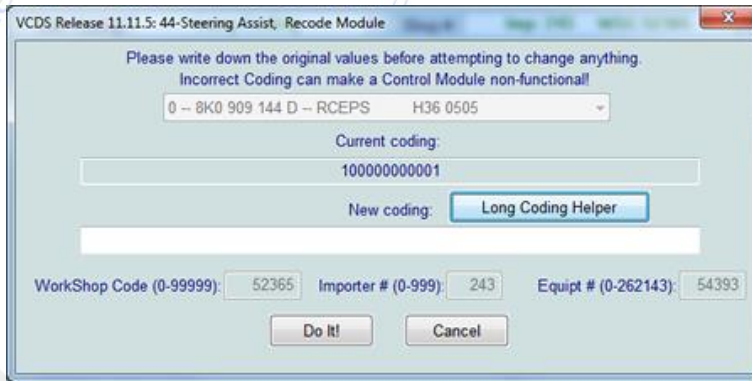 VCDS Release 11.11.5: 44-Steering Assist, Recode Module
Please write down the original values before attempting to change anything.
Incorrect Coding can make a Control Module non-functional!
0 -- 8K0 909 144 D -- RCEPS H36 0505
Current coding:
100000000001
New coding: Long Coding Helper
WorkShop Code (0-99999): 52365 Importer # (0-999): 243 Equipt # (0-262143): 54393
Do It! Cancel